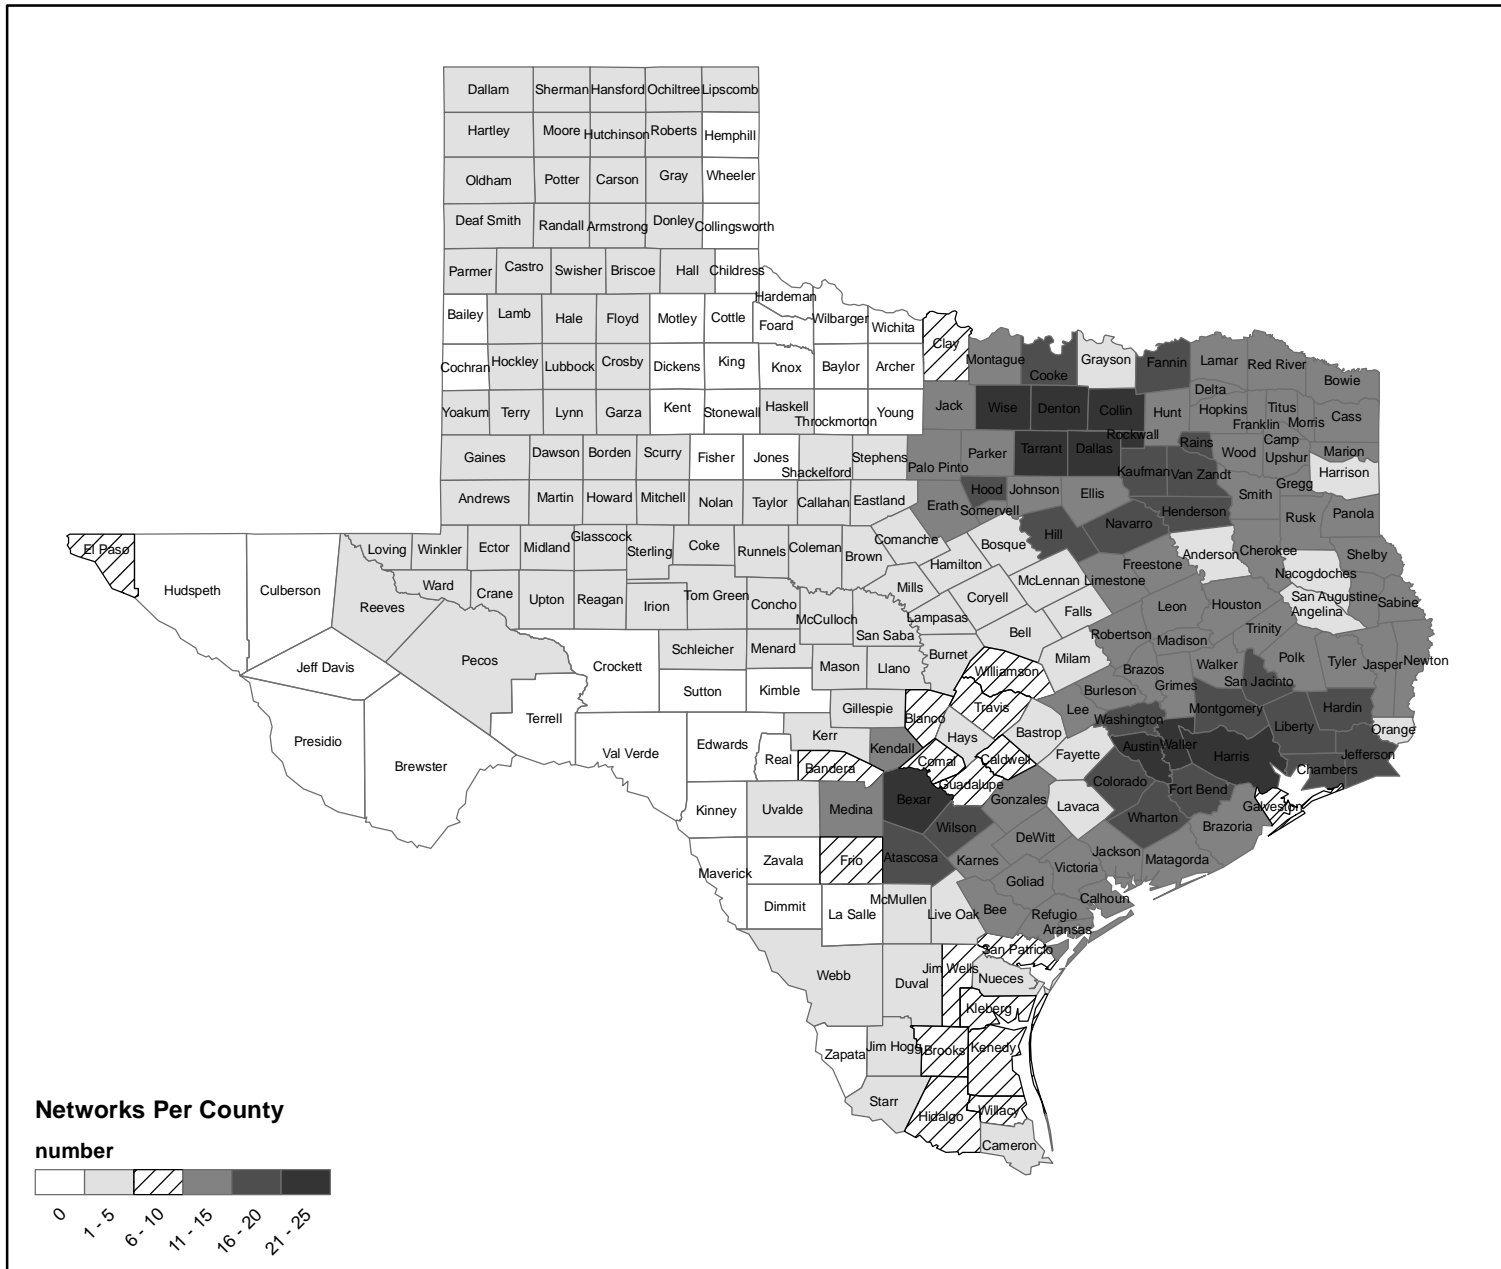 Dallam Sherman Hansford Ochiltree Lipscomb
Hartley Moore Hutchinson Roberts Hemphill
Oldham Potter Carson Gray Wheeler
Deaf Smith Randall Armstrong Donley Collingsworth
Parmer Castro Swisher Briscoe Hall Childress
Hardeman
Bailey Lamb Hale Floyd Motley Cottle Foard Wilbarger Wichita
Clay Montague Cooke Grayson Fannin Lamar Red River Bowie
Cochran Hockley Lubbock Crosby Dickens King Knox Baylor Archer
Delta
Yoakum Terry Lynn Garza Kent Stonewall Haskell Throckmorton Young Jack Wise Denton Collin Hunt Hopkins Franklin Titus Morris Cass
Rockwall Rains Camp
Gaines Dawson Borden Scurry Fisher Jones Shackelford Stephens Palo Pinto Parker Tarrant Dallas Kaufman Van Zandt Wood Upshur Marion
Harrison
Andrews Martin Howard Mitchell Nolan Taylor Callahan Eastland Erath Hood Somervell Johnson Ellis Henderson Smith Gregg
Rusk Panola
El Paso Hudspeth Culberson Loving Winkler Ector Midland Glasscock Sterling Coke Runnels Coleman Brown Comanche Bosque Hill Navarro Anderson Cherokee Shelby
Hamilton Freestone Nacogdoches
Reeves Ward Crane Upton Reagan Irion Tom Green Concho McCulloch Mills Coryell McLennan Limestone San Augustine Sabine
San Saba Lampasas Falls Leon Houston Angelina
Jeff Davis Pecos Crockett Schleicher Menard Mason Llano Burnet Bell Milam Robertson Madison Trinity
Williamson Brazos Walker Polk Tyler Jasper Newton
Presidio Brewster Terrell Sutton Kimble Gillespie Blanco Travis Lee Burleson Grimes San Jacinto
Val Verde Edwards Real Kerr Kendall Hays Bastrop Fayette Washington Montgomery Liberty Hardin Orange
Bandera Comal Caldwell Austin Waller Harris Chambers Jefferson
Kinney Uvalde Medina Bexar Guadalupe Gonzales Lavaca Colorado Fort Bend Galveston
Wilson DeWitt Wharton Brazoria
Maverick Zavala Frio Atascosa Karnes Goliad Victoria Jackson Matagorda
Dimmit La Salle McMullen Live Oak Bee Refugio Calhoun
Aransas
Webb Duval Jim Wells San Patricio
Nueces
Kleberg
Zapata Jim Hogg Brooks Kenedy
Starr Hidalgo Willacy
Cameron
Networks Per County
number
0
1 - 5
6 - 10
11 - 15
16 - 20
21 - 25